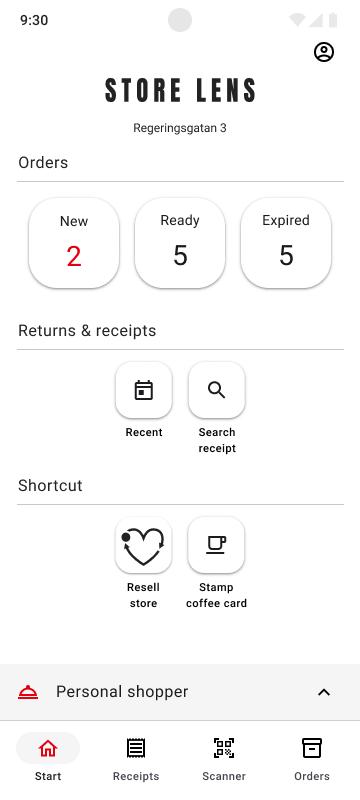 9:30
STORE LENS
Regeringsgatan 3
Orders
New
2
Ready
5
Expired
5
Returns & receipts
Recent
Search
receipt
Shortcut
Resell
store
Stamp
coffee card
Personal shopper
Start
Receipts
Scanner
Orders